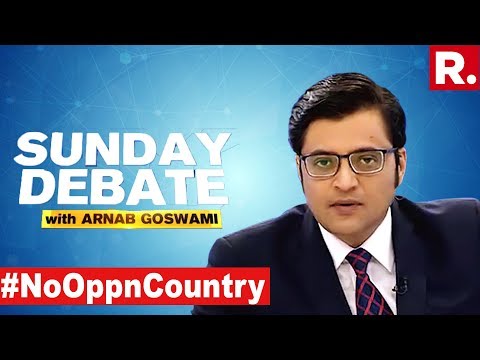 R.
SUNDAY
DEBATE
with ARNAB GOSWAMI
#NoOppnCountry